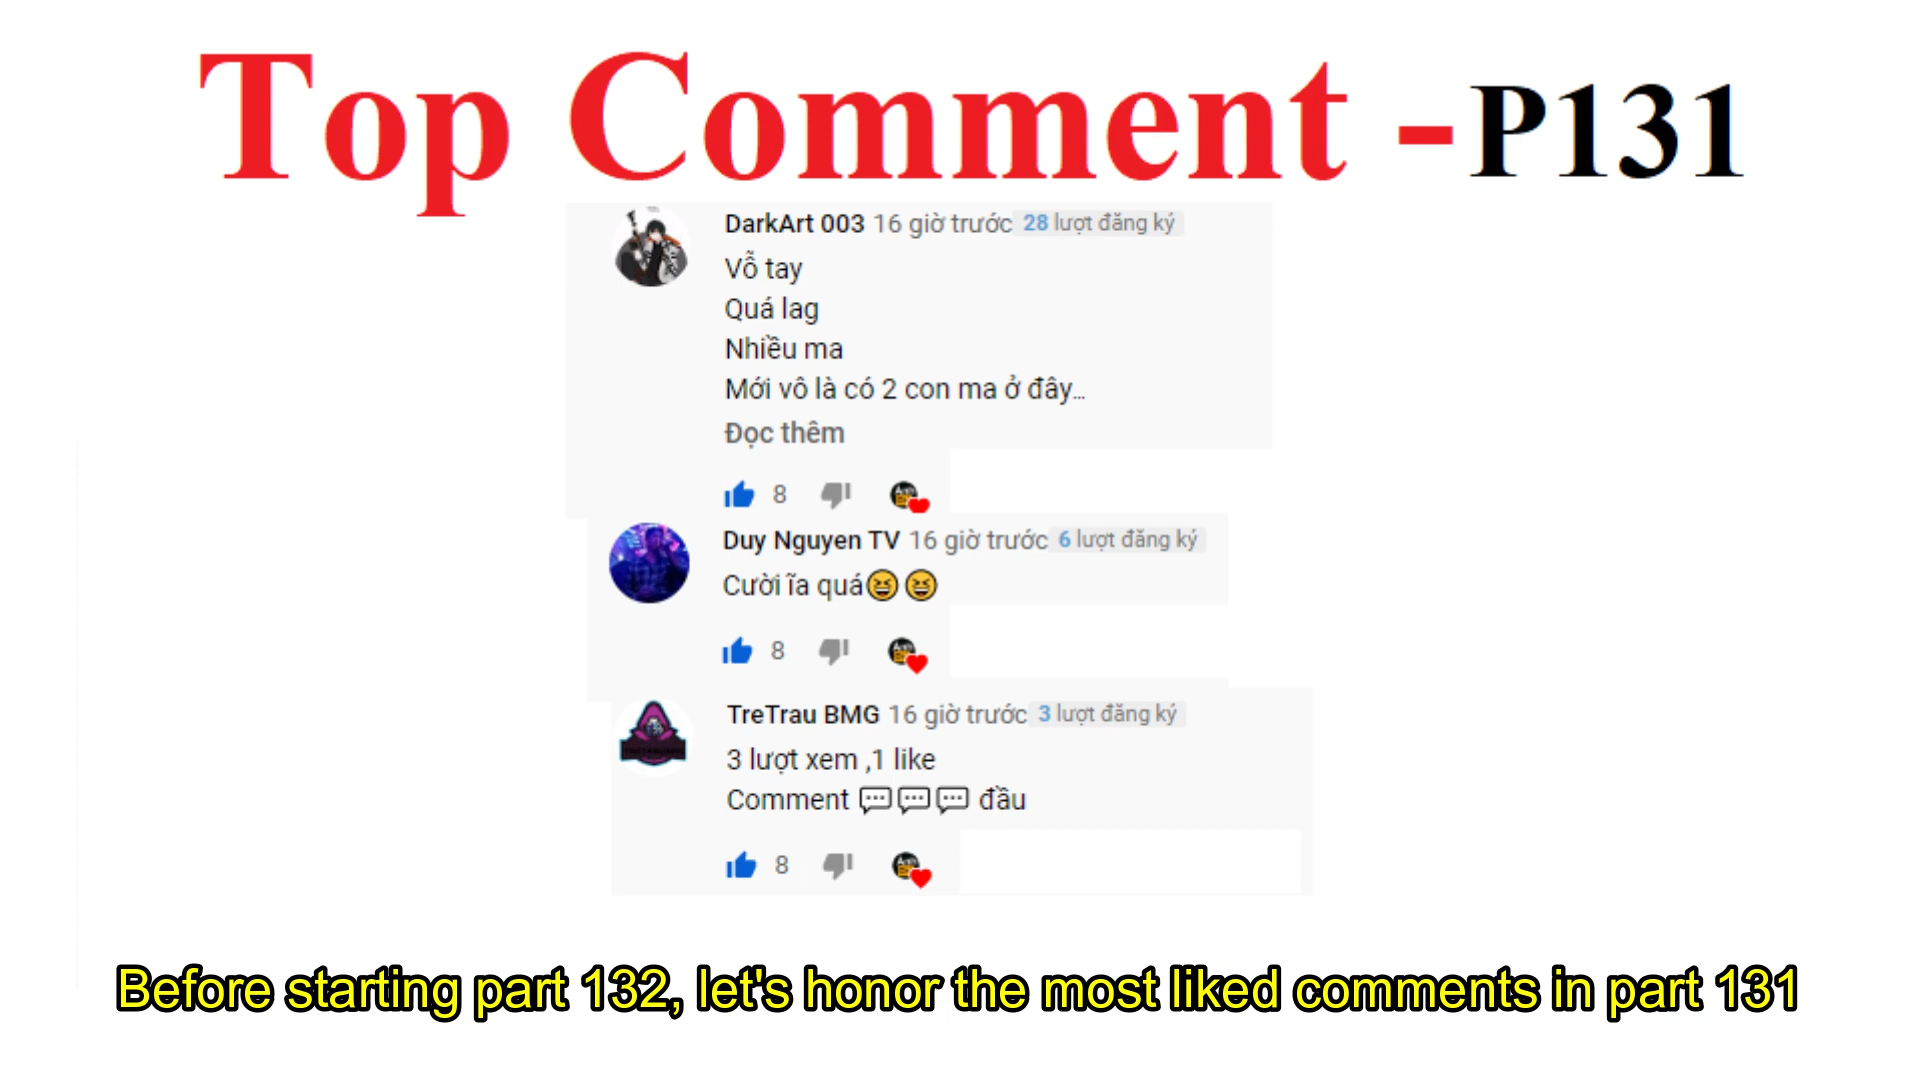 Top Comment -P131
DarkArt 003 16 giờ trước 28 lượt đăng ký
Vỗ tay
Quá lag
Nhiều ma
Mới vô là có 2 con ma ở đây...
Đọc thêm
8
Duy Nguyen TV 16 giờ trước 6 lượt đăng ký
Cười ĩa quá😆😆
8
TreTrau BMG 16 giờ trước 3 lượt đăng ký
3 lượt xem ,1 like
Comment 💬💬💬 đầu
8
Before starting part 132, let's honor the most liked comments in part 131